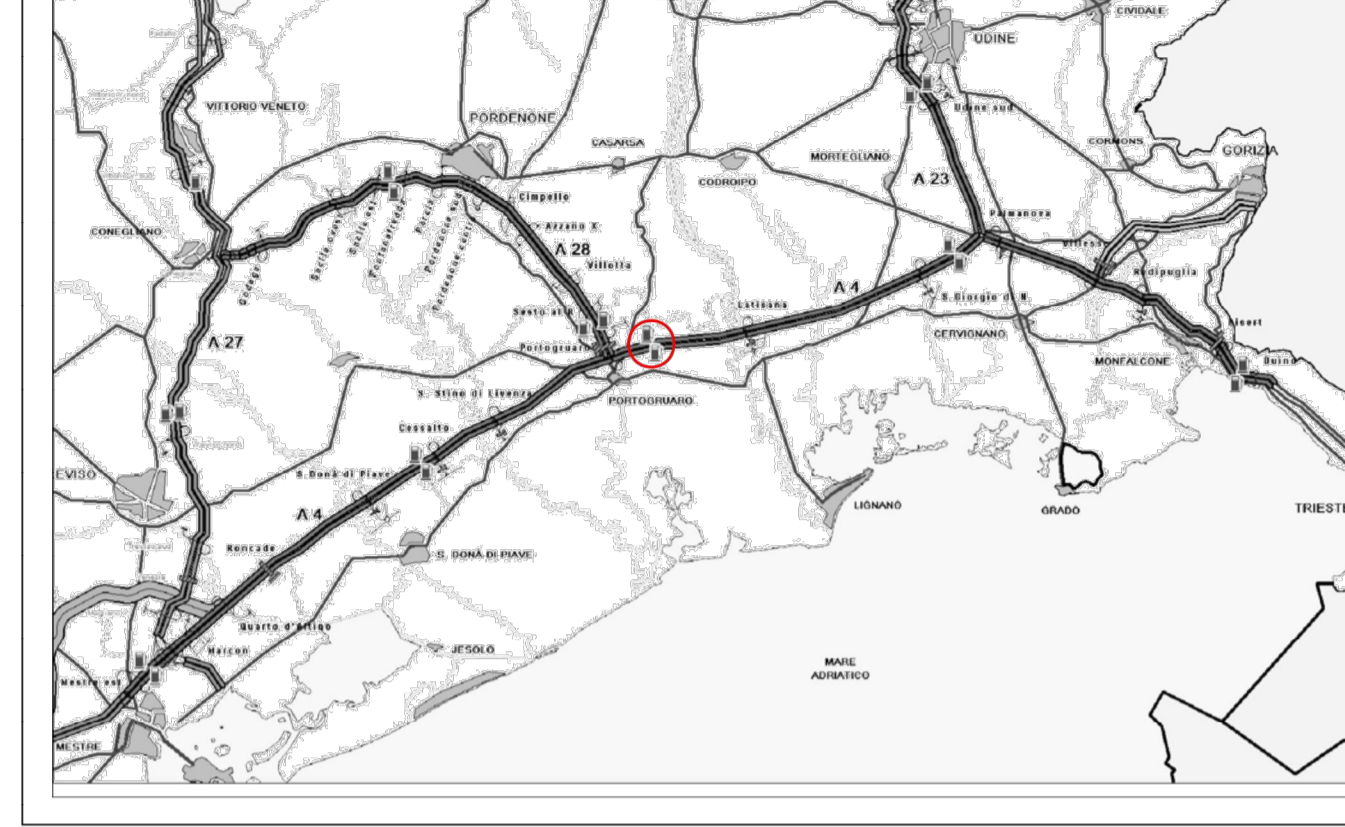 CIVIDALE
UDINE
VITTORIO VENETO
Udine sud
PORDENONE
CASARSA
CORMONS
GORIZIA
MORTEGLIANO
CODROIPO
A 23
Cimpello
Palmanova
Azzano X
CONEGLIANO
A 28
Villesse
Villotta
Redipuglia
Godega
A 4
S.Giorgio di N.
Latisana
Sesto al R.
Lisert
CERVIGNANO
A 27
Portogruaro
MONFALCONE
Duino
S. Stino di Livenza
PORTOGRUARO
Cessalto
S.Donà di Piave
EVISO
LIGNANO
GRADO
TRIESTE
A 4
Roncade
S. DONÀ DI PIAVE
Quarto d'Altino
Marcon
JESOLO
MARE
ADRIATICO
Mestre est
MESTRE